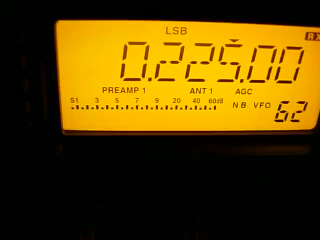 LSB RX
0.225.00
PREAMP 1 ANT 1 AGC
S1 3 5 7 9 20 40 60dB NB VFO 62